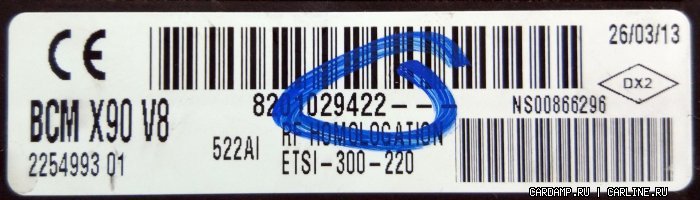 CE
26/03/13
DX2
8201029422---
NS00866296
BCM X90 V8
RF HOMOLOGATION
522AI
ETSI-300-220
2254993 01
CARDAMP.RU | CARLINE.RU